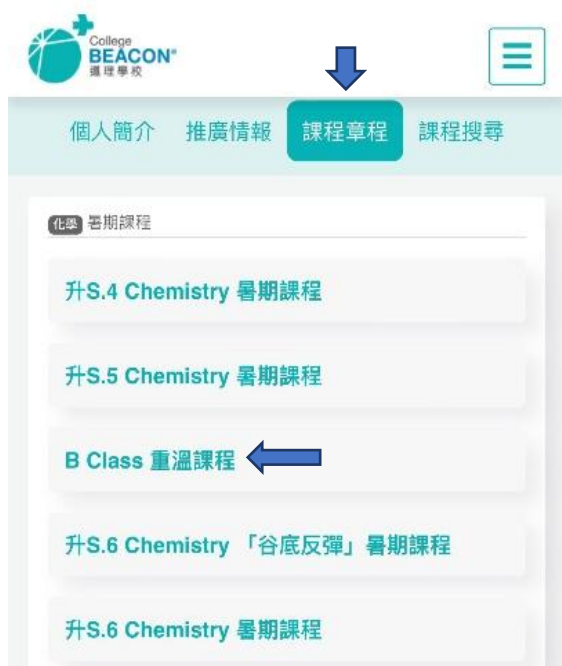 College
BEACON®
遵理學校
個人簡介 推廣情報 課程章程 課程搜尋
化學 暑期課程
升S.4 Chemistry 暑期課程
升S.5 Chemistry 暑期課程
B Class 重溫課程
升S.6 Chemistry 「谷底反彈」暑期課程
升S.6 Chemistry 暑期課程